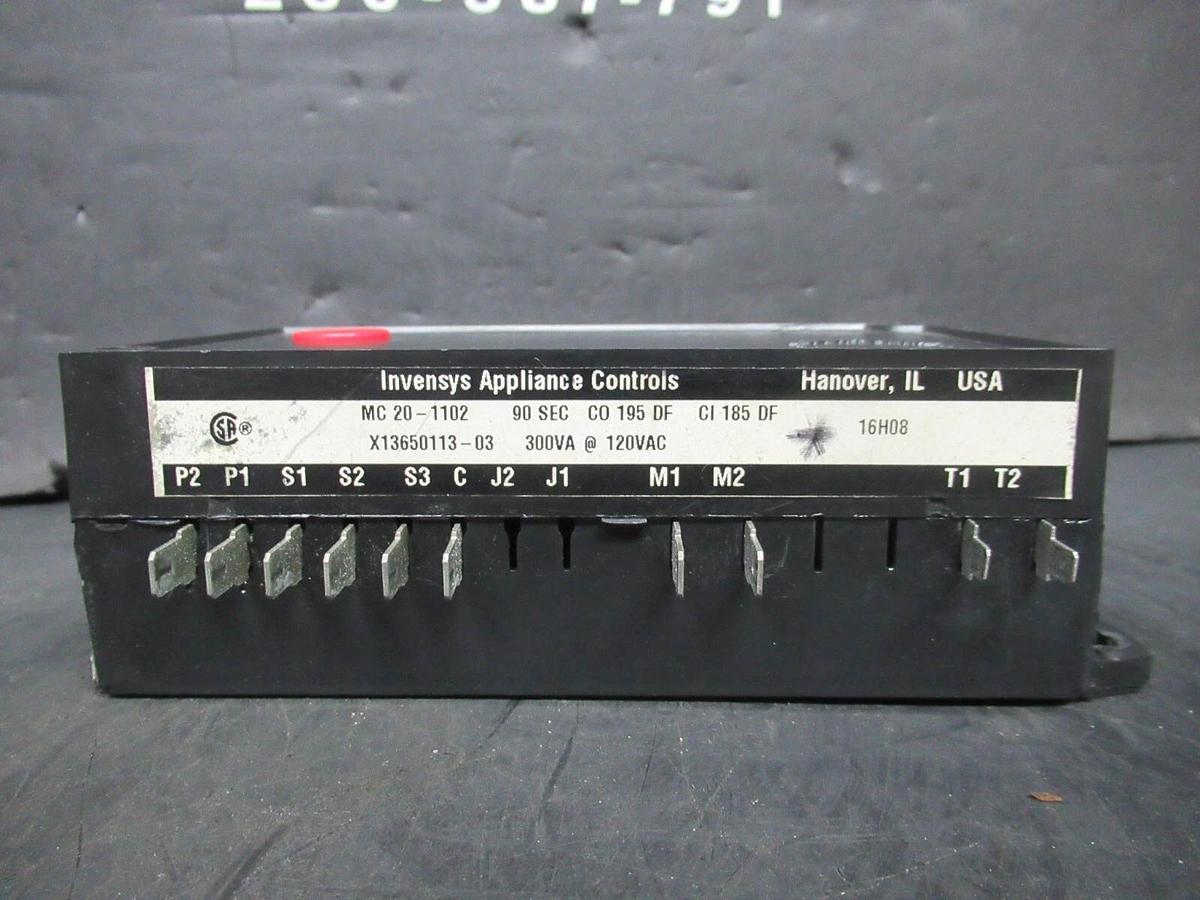 Invensys Appliance Controls Hanover, IL USA
SA ® MC 20-1102 90 SEC CO 195 DF CI 185 DF
X13650113-03 300VA @ 120VAC 16H08
P2 P1 S1 S2 S3 C J2 J1 M1 M2 T1 T2